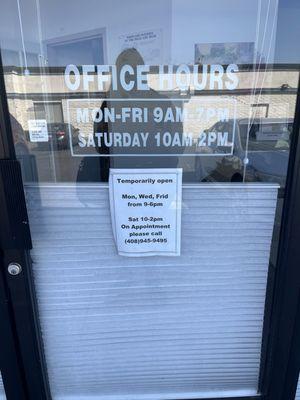 OFFICE HOURS
MON-FRI 9AM-7PM
SATURDAY 10AM-2PM
Temporarily open
Mon, Wed, Frid
from 9-6pm
Sat 10-2pm
On Appointment
please call
(408)945-9495